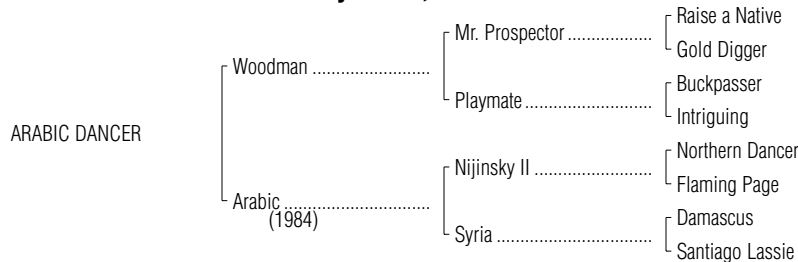 Raise a Native
Mr. Prospector ..................
Gold Digger
Woodman .........................
Buckpasser
Playmate ...........................
Intriguing
ARABIC DANCER
Northern Dancer
Nijinsky II .........................
Flaming Page
Arabic ..............................
(1984)
Damascus
Syria .................................
Santiago Lassie